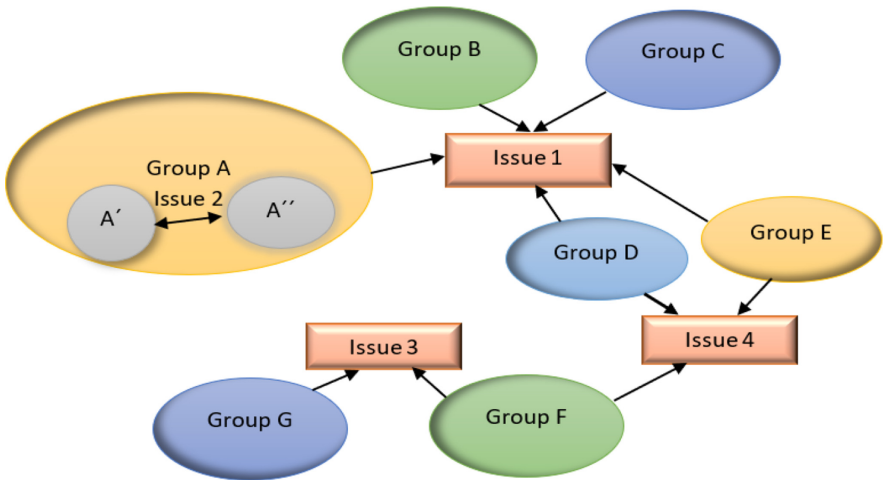 Group B
Group C
Issue 1
Group A
Issue 2
A´
A´´
Group D
Group E
Issue 3
Issue 4
Group G
Group F